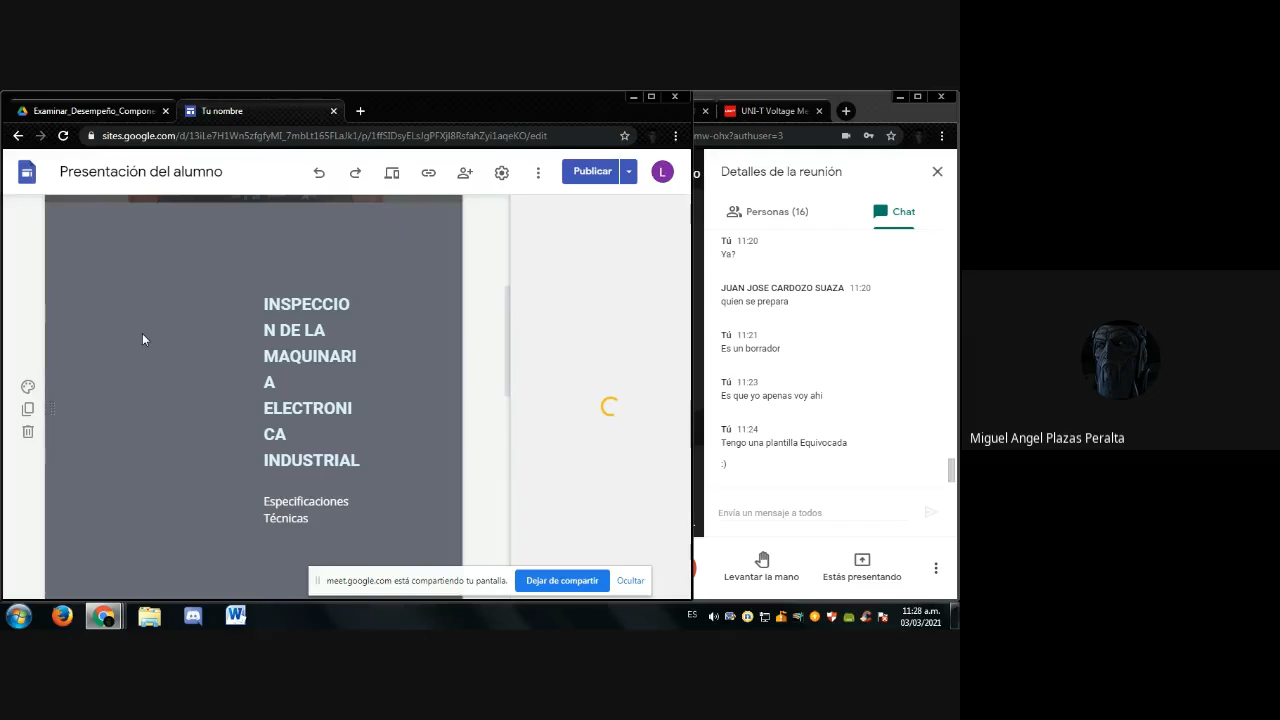 Examinar_Desempeño_Compone
Tu nombre
UNI-T Voltage Me
sites.google.com/d/13iLe7H1Wn5zfgfyMI_7mbLt165FLaJk1/p/1ffSIDsyELsJgPFXjl8RsfahZyi1aqeKO/edit
mw-ohx?authuser=3
Presentación del alumno
Publicar
L
o
Detalles de la reunión
Personas (16)
Chat
Tú 11:20
Ya?
JUAN JOSE CARDOZO SUAZA 11:20
quien se prepara
Tú 11:21
Es un borrador
Tú 11:23
Es que yo apenas voy ahi
Tú 11:24
Tengo una plantilla Equivocada
:)
Envía un mensaje a todos
Levantar la mano
Estás presentando
INSPECCIO
N DE LA
MAQUINARI
A
ELECTRONI
CA
INDUSTRIAL
Especificaciones
Técnicas
meet.google.com está compartiendo tu pantalla.
Dejar de compartir
Ocultar
ES
11:28 a.m.
03/03/2021
Miguel Angel Plazas Peralta